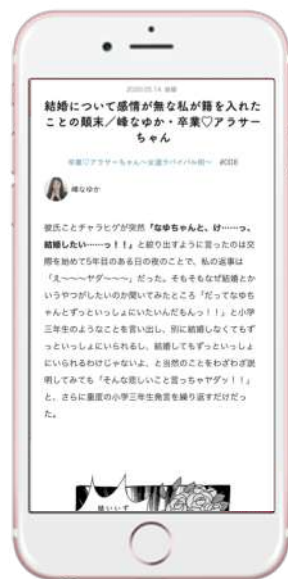 2020.05.14 連載
結婚について感情が無な私が籍を入れた
ことの顛末／峰なゆか・卒業♡アラサー
ちゃん
卒業♡アラサーちゃん〜女道サバイバル術〜 #008
峰なゆか
彼氏ことチャラヒゲが突然「なゆちゃんと、け……っ、
結婚したい……っ！！」と絞り出すように言ったのは交
際を始めて5年目のある日の夜のことで、私の返事は
「え〜〜〜ヤダ〜〜〜」だった。そもそもなぜ結婚とか
いうやつがしたいのか聞いてみたところ「だってなゆち
ゃんとずっといっしょにいたいんだもんっ！！」と小学
三年生のようなことを言い出し、別に結婚しなくてもず
っといっしょにいられるし、結婚してもずっといっしょ
にいられるわけじゃないよ、と当然のことをわざわざ説
明してみても「そんな悲しいこと言っちゃヤダッ！！」
と、さらに重度の小学三年生発言を繰り返すだけだっ
た。